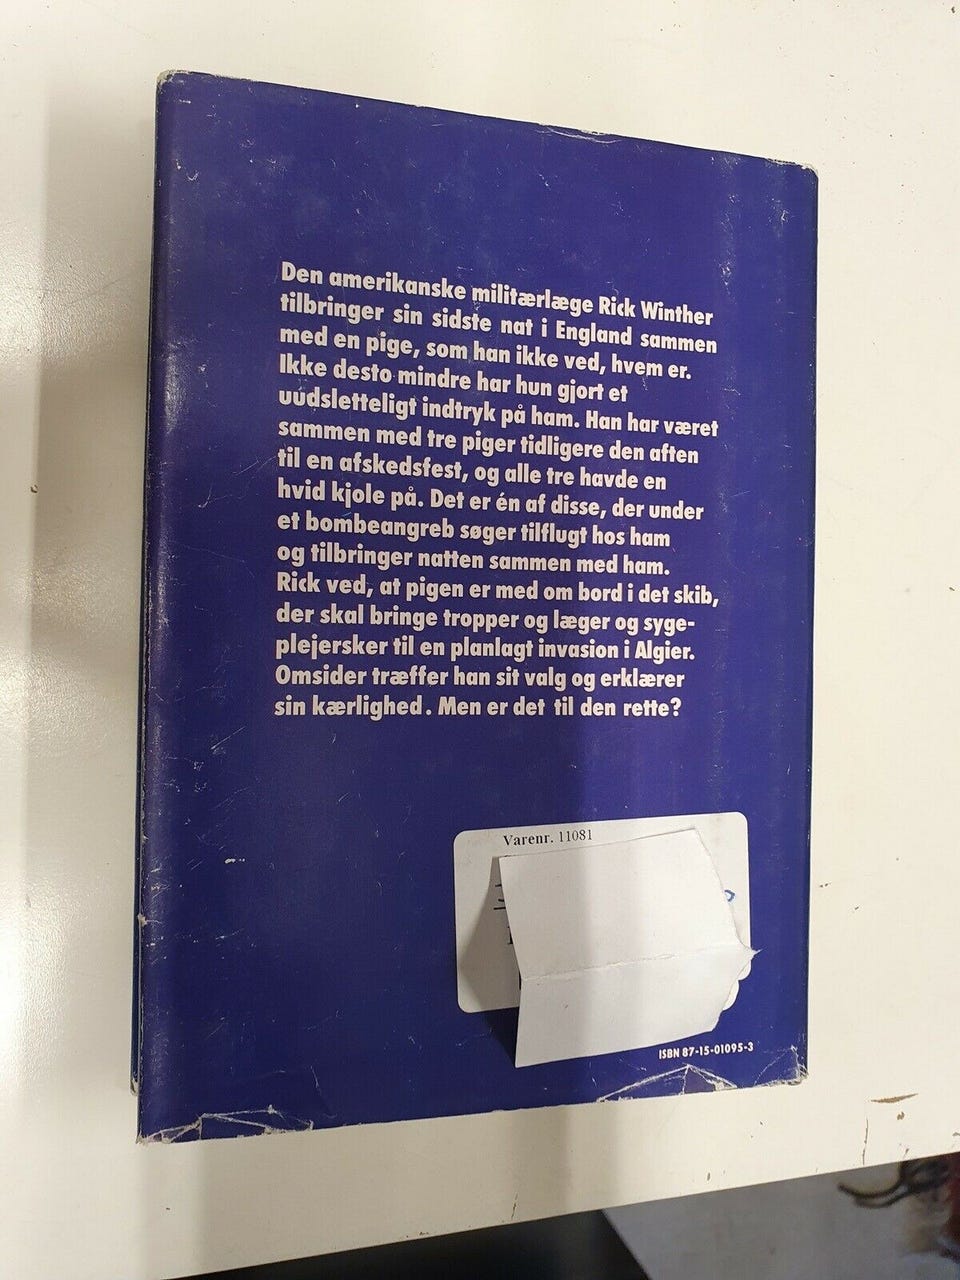 Den amerikanske militærlæge Rick Winther
tilbringer sin sidste nat i England sammen
med en pige, som han ikke ved, hvem er.
Ikke desto mindre har hun gjort et
uudsletteligt indtryk på ham. Han har været
sammen med tre piger tidligere den aften
til en afskedsfest, og alle tre havde en
hvid kjole på. Det er én af disse, der under
et bombeangreb søger tilflugt hos ham
og tilbringer natten sammen med ham.
Rick ved, at pigen er med om bord i det skib,
der skal bringe tropper og læger og syge-
plejersker til en planlagt invasion i Algier.
Omsider træffer han sit valg og erklærer
sin kærlighed. Men er det til den rette?
Varenr. 11081
ISBN 87-15-01095-3